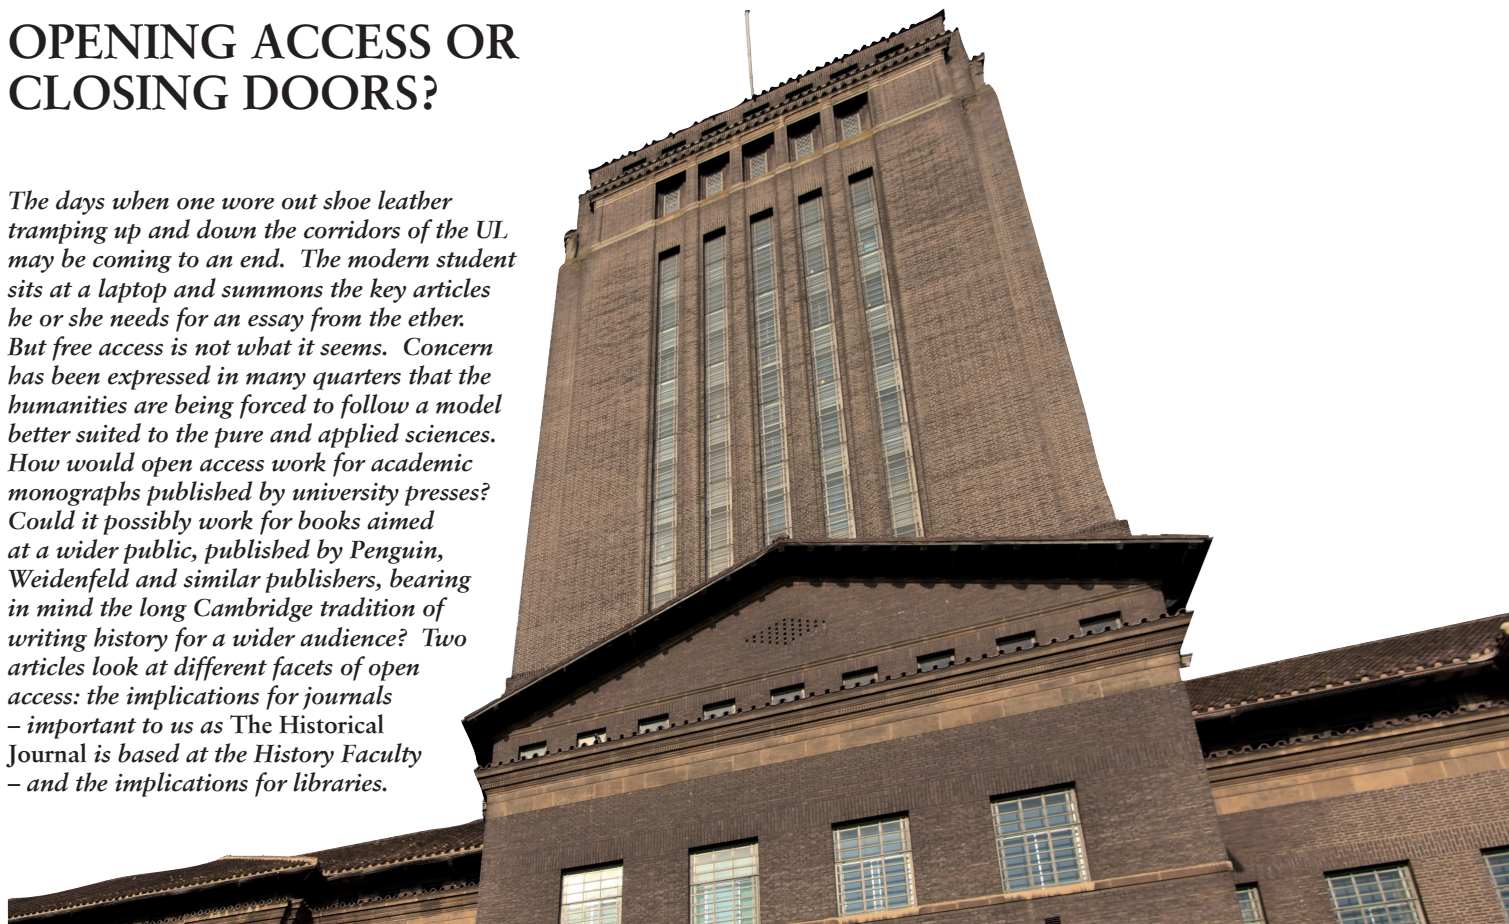 OPENING ACCESS OR
CLOSING DOORS?
The days when one wore out shoe leather
tramping up and down the corridors of the UL
may be coming to an end.  The modern student
sits at a laptop and summons the key articles
he or she needs for an essay from the ether.
But free access is not what it seems.  Concern
has been expressed in many quarters that the
humanities are being forced to follow a model
better suited to the pure and applied sciences.
How would open access work for academic
monographs published by university presses?
Could it possibly work for books aimed
at a wider public, published by Penguin,
Weidenfeld and similar publishers, bearing
in mind the long Cambridge tradition of
writing history for a wider audience?  Two
articles look at different facets of open
access: the implications for journals
– important to us as The Historical
Journal is based at the History Faculty
– and the implications for libraries.